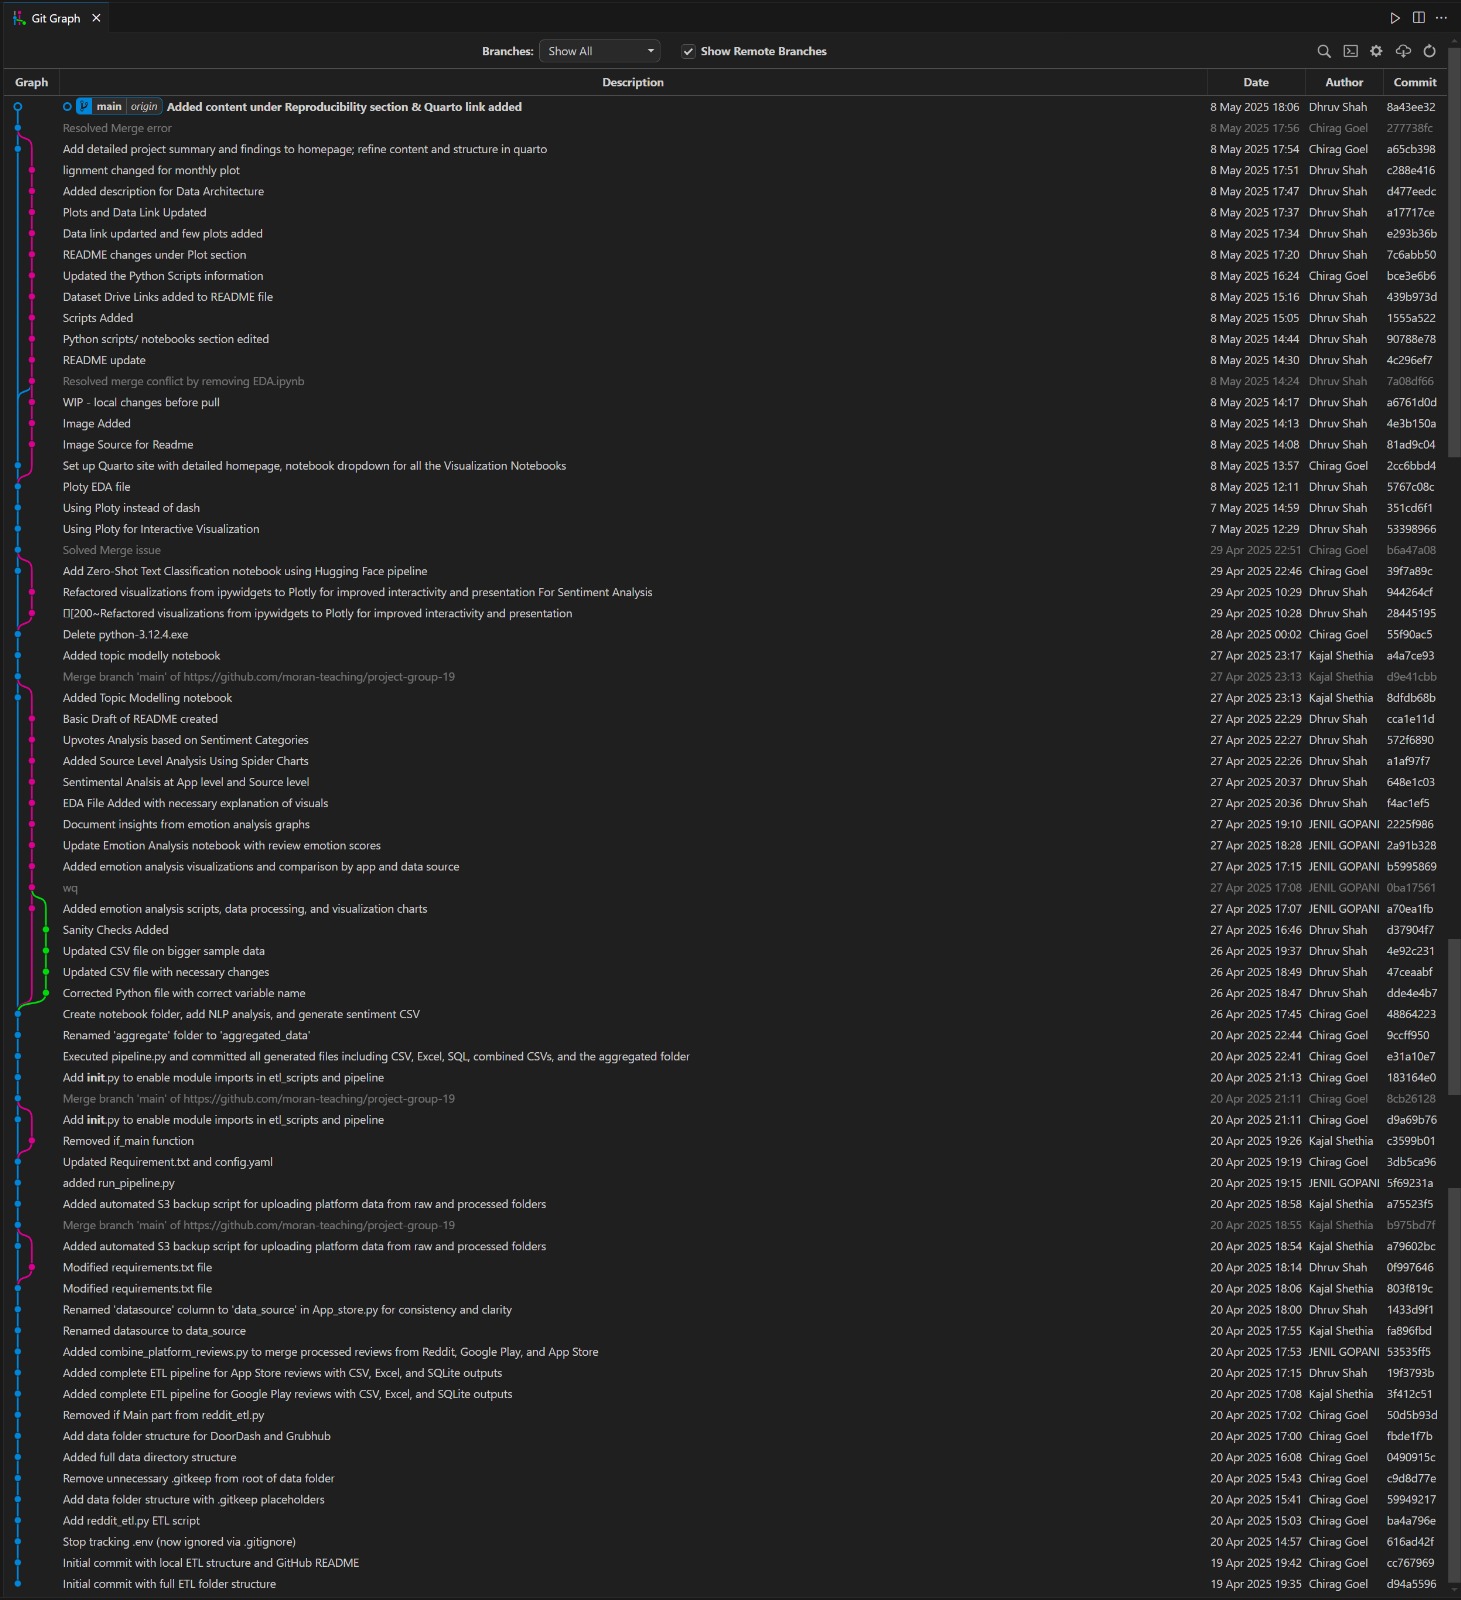 Git Graph
Branches: Show All Show Remote Branches
Graph Description Date Author Commit
main origin Added content under Reproducibility section & Quarto link added 8 May 2025 18:06 Dhruv Shah 8a43ee32
Resolved Merge error 8 May 2025 17:56 Chirag Goel 277738fc
Add detailed project summary and findings to homepage; refine content and structure in quarto 8 May 2025 17:54 Chirag Goel a65cb398
lignment changed for monthly plot 8 May 2025 17:51 Dhruv Shah c288e416
Added description for Data Architecture 8 May 2025 17:47 Dhruv Shah d477eedc
Plots and Data Link Updated 8 May 2025 17:37 Dhruv Shah a17717ce
Data link updarted and few plots added 8 May 2025 17:34 Dhruv Shah e293b36b
README changes under Plot section 8 May 2025 17:20 Dhruv Shah 7c6abb50
Updated the Python Scripts information 8 May 2025 16:24 Chirag Goel bce3e6b6
Dataset Drive Links added to README file 8 May 2025 15:16 Dhruv Shah 439b973d
Scripts Added 8 May 2025 15:05 Dhruv Shah 1555a522
Python scripts/ notebooks section edited 8 May 2025 14:44 Dhruv Shah 90788e78
README update 8 May 2025 14:30 Dhruv Shah 4c296ef7
Resolved merge conflict by removing EDA.ipynb 8 May 2025 14:24 Dhruv Shah 7a08df66
WIP - local changes before pull 8 May 2025 14:17 Dhruv Shah a6761d0d
Image Added 8 May 2025 14:13 Dhruv Shah 4e3b150a
Image Source for Readme 8 May 2025 14:08 Dhruv Shah 81ad9c04
Set up Quarto site with detailed homepage, notebook dropdown for all the Visualization Notebooks 8 May 2025 13:57 Chirag Goel 2cc6bbd4
Ploty EDA file 8 May 2025 12:11 Dhruv Shah 5767c08c
Using Ploty instead of dash 7 May 2025 14:59 Dhruv Shah 351cd6f1
Using Ploty for Interactive Visualization 7 May 2025 12:29 Dhruv Shah 53398966
Solved Merge issue 29 Apr 2025 22:51 Chirag Goel b6a47a08
Add Zero-Shot Text Classification notebook using Hugging Face pipeline 29 Apr 2025 22:46 Chirag Goel 39f7a89c
Refactored visualizations from ipywidgets to Plotly for improved interactivity and presentation For Sentiment Analysis 29 Apr 2025 10:29 Dhruv Shah 944264cf
[200~Refactored visualizations from ipywidgets to Plotly for improved interactivity and presentation 29 Apr 2025 10:28 Dhruv Shah 28445195
Delete python-3.12.4.exe 28 Apr 2025 00:02 Chirag Goel 55f90ac5
Added topic modelly notebook 27 Apr 2025 23:17 Kajal Shethia a4a7ce93
Merge branch 'main' of https://github.com/moran-teaching/project-group-19 27 Apr 2025 23:13 Kajal Shethia d9e41cbb
Added Topic Modelling notebook 27 Apr 2025 23:13 Kajal Shethia 8dfdb68b
Basic Draft of README created 27 Apr 2025 22:29 Dhruv Shah cca1e11d
Upvotes Analysis based on Sentiment Categories 27 Apr 2025 22:27 Dhruv Shah 572f6890
Added Source Level Analysis Using Spider Charts 27 Apr 2025 22:26 Dhruv Shah a1af97f7
Sentimental Analsis at App level and Source level 27 Apr 2025 20:37 Dhruv Shah 648e1c03
EDA File Added with necessary explanation of visuals 27 Apr 2025 20:36 Dhruv Shah f4ac1ef5
Document insights from emotion analysis graphs 27 Apr 2025 19:10 JENIL GOPANI 2225f986
Update Emotion Analysis notebook with review emotion scores 27 Apr 2025 18:28 JENIL GOPANI 2a91b328
Added emotion analysis visualizations and comparison by app and data source 27 Apr 2025 17:15 JENIL GOPANI b5995869
wq 27 Apr 2025 17:08 JENIL GOPANI 0ba17561
Added emotion analysis scripts, data processing, and visualization charts 27 Apr 2025 17:07 JENIL GOPANI a70ea1fb
Sanity Checks Added 27 Apr 2025 16:46 Dhruv Shah d37904f7
Updated CSV file on bigger sample data 26 Apr 2025 19:37 Dhruv Shah 4e92c231
Updated CSV file with necessary changes 26 Apr 2025 18:49 Dhruv Shah 47ceaabf
Corrected Python file with correct variable name 26 Apr 2025 18:47 Dhruv Shah dde4e4b7
Create notebook folder, add NLP analysis, and generate sentiment CSV 26 Apr 2025 17:45 Chirag Goel 48864223
Renamed 'aggregate' folder to 'aggregated_data' 20 Apr 2025 22:44 Chirag Goel 9ccff950
Executed pipeline.py and committed all generated files including CSV, Excel, SQL, combined CSVs, and the aggregated folder 20 Apr 2025 22:41 Chirag Goel e31a10e7
Add init.py to enable module imports in etl_scripts and pipeline 20 Apr 2025 21:13 Chirag Goel 183164e0
Merge branch 'main' of https://github.com/moran-teaching/project-group-19 20 Apr 2025 21:11 Chirag Goel 8cb26128
Add init.py to enable module imports in etl_scripts and pipeline 20 Apr 2025 21:11 Chirag Goel d9a69b76
Removed if_main function 20 Apr 2025 19:26 Kajal Shethia c3599b01
Updated Requirement.txt and config.yaml 20 Apr 2025 19:19 Chirag Goel 3db5ca96
added run_pipeline.py 20 Apr 2025 19:15 JENIL GOPANI 5f69231a
Added automated S3 backup script for uploading platform data from raw and processed folders 20 Apr 2025 18:58 Kajal Shethia a75523f5
Merge branch 'main' of https://github.com/moran-teaching/project-group-19 20 Apr 2025 18:55 Kajal Shethia b975bd7f
Added automated S3 backup script for uploading platform data from raw and processed folders 20 Apr 2025 18:54 Kajal Shethia a79602bc
Modified requirements.txt file 20 Apr 2025 18:14 Dhruv Shah 0f997646
Modified requirements.txt file 20 Apr 2025 18:06 Kajal Shethia 803f819c
Renamed 'datasource' column to 'data_source' in App_store.py for consistency and clarity 20 Apr 2025 18:00 Dhruv Shah 1433d9f1
Renamed datasource to data_source 20 Apr 2025 17:55 Kajal Shethia fa896fbd
Added combine_platform_reviews.py to merge processed reviews from Reddit, Google Play, and App Store 20 Apr 2025 17:53 JENIL GOPANI 53535ff5
Added complete ETL pipeline for App Store reviews with CSV, Excel, and SQLite outputs 20 Apr 2025 17:15 Dhruv Shah 19f3793b
Added complete ETL pipeline for Google Play reviews with CSV, Excel, and SQLite outputs 20 Apr 2025 17:08 Kajal Shethia 3f412c51
Removed if Main part from reddit_etl.py 20 Apr 2025 17:02 Chirag Goel 50d5b93d
Add data folder structure for DoorDash and Grubhub 20 Apr 2025 17:00 Chirag Goel fbde1f7b
Added full data directory structure 20 Apr 2025 16:08 Chirag Goel 0490915c
Remove unnecessary .gitkeep from root of data folder 20 Apr 2025 15:43 Chirag Goel c9d8d77e
Add data folder structure with .gitkeep placeholders 20 Apr 2025 15:41 Chirag Goel 59949217
Add reddit_etl.py ETL script 20 Apr 2025 15:03 Chirag Goel ba4a796e
Stop tracking .env (now ignored via .gitignore) 20 Apr 2025 14:57 Chirag Goel 616ad42f
Initial commit with local ETL structure and GitHub README 19 Apr 2025 19:42 Chirag Goel cc767969
Initial commit with full ETL folder structure 19 Apr 2025 19:35 Chirag Goel d94a5596